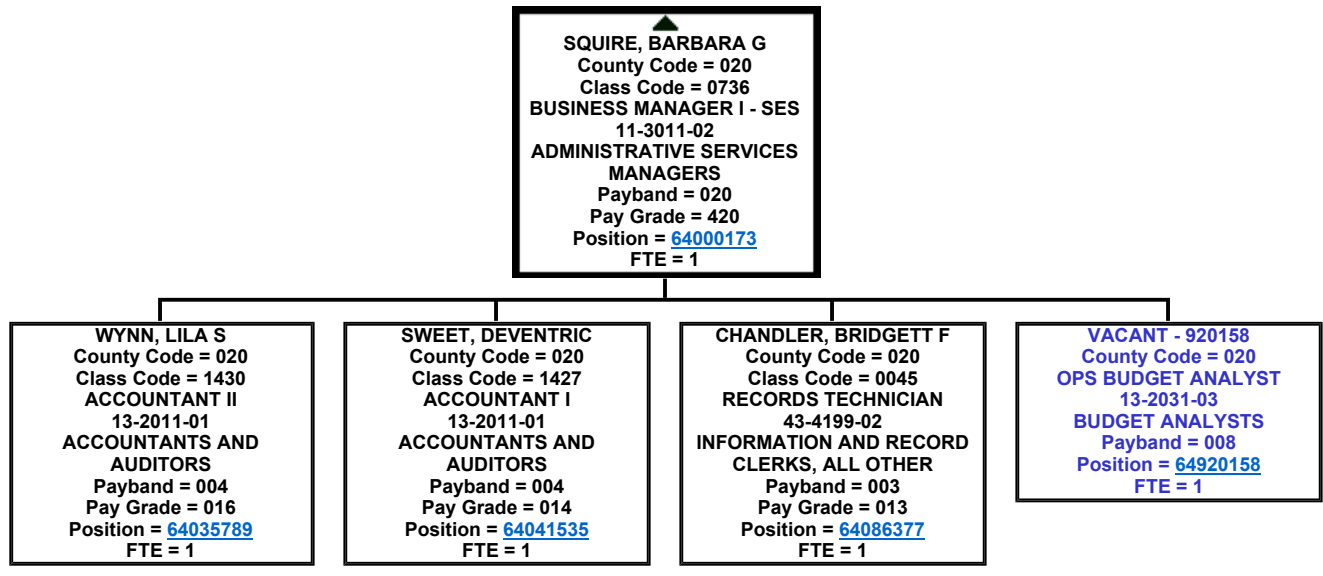 SQUIRE, BARBARA G
County Code = 020
Class Code = 0736
BUSINESS MANAGER I - SES
11-3011-02
ADMINISTRATIVE SERVICES
MANAGERS
Payband = 020
Pay Grade = 420
Position = 64000173
FTE = 1
WYNN, LILA S
County Code = 020
Class Code = 1430
ACCOUNTANT II
13-2011-01
ACCOUNTANTS AND
AUDITORS
Payband = 004
Pay Grade = 016
Position = 64035789
FTE = 1
SWEET, DEVENTRIC
County Code = 020
Class Code = 1427
ACCOUNTANT I
13-2011-01
ACCOUNTANTS AND
AUDITORS
Payband = 004
Pay Grade = 014
Position = 64041535
FTE = 1
CHANDLER, BRIDGETT F
County Code = 020
Class Code = 0045
RECORDS TECHNICIAN
43-4199-02
INFORMATION AND RECORD
CLERKS, ALL OTHER
Payband = 003
Pay Grade = 013
Position = 64086377
FTE = 1
VACANT - 920158
County Code = 020
OPS BUDGET ANALYST
13-2031-03
BUDGET ANALYSTS
Payband = 008
Position = 64920158
FTE = 1